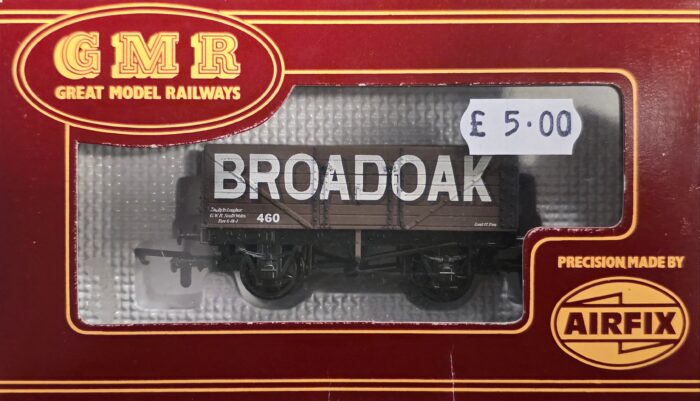 GMR
GREAT MODEL RAILWAYS
£ 5.00
BROADOAK
460
PRECISION MADE BY
AIRFIX